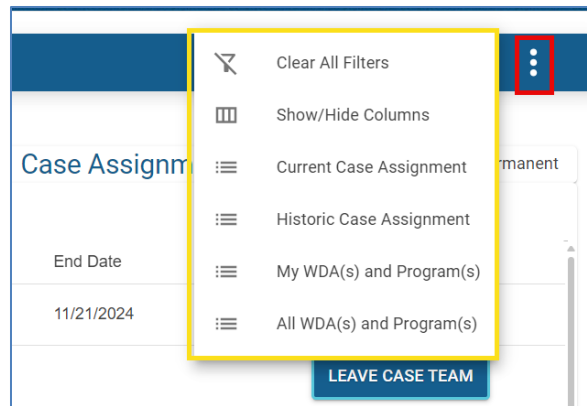 Clear All Filters
Show/Hide Columns
Case Assignm
Current Case Assignment
rmanent
Historic Case Assignment
End Date
My WDA(s) and Program(s)
11/21/2024
All WDA(s) and Program(s)
LEAVE CASE TEAM